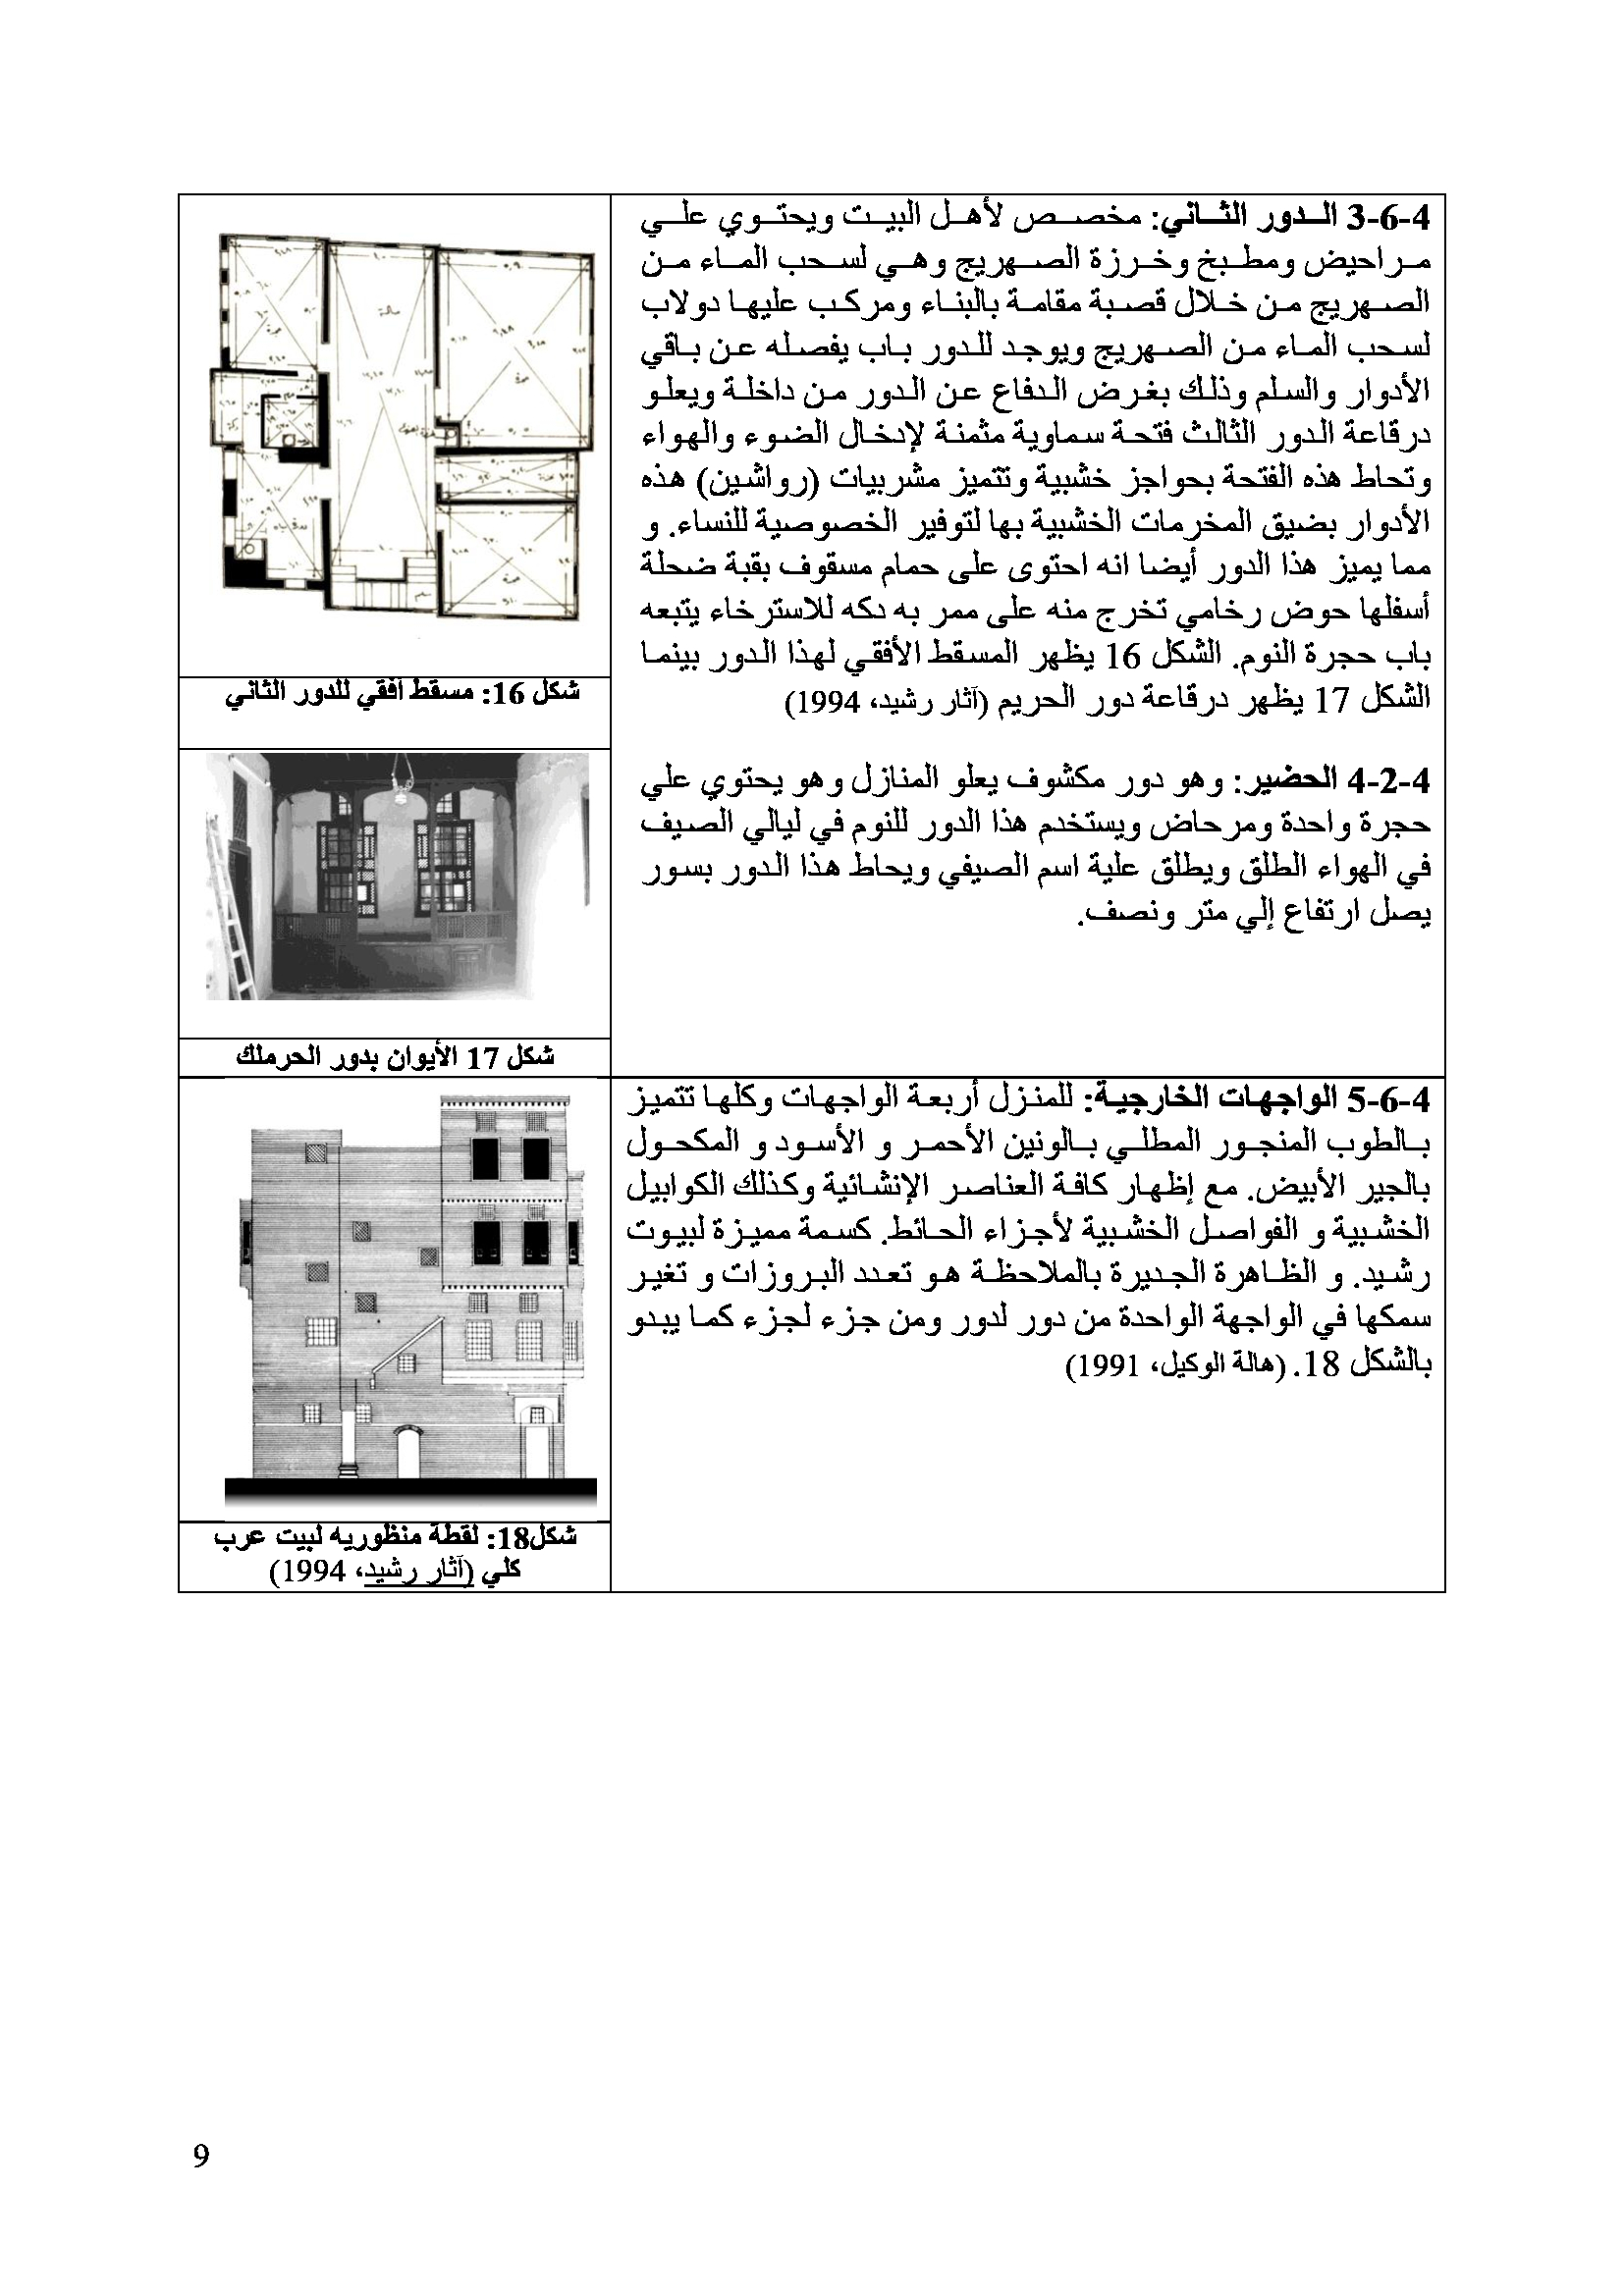 4-6-3 الدور الثاني: مخصص لأهل البيت ويحتوي علي
مراحيض ومطبخ وخرزة الصهريج وهي لسحب الماء من
الصهريج من خلال قصبة مقامة بالبناء ومركب عليها دولاب
لسحب الماء من الصهريج ويوجد للدور باب يفصله عن باقي
الأدوار والسلم وذلك بغرض الدفاع عن الدور من داخلة ويعلو
درقاعة الدور الثالث فتحة سماوية مثمنة لإدخال الضوء والهواء
وتحاط هذه الفتحة بحواجز خشبية وتتميز مشربيات (رواشين) هذه
الأدوار بضيق المخرمات الخشبية بها لتوفير الخصوصية للنساء. و
مما يميز هذا الدور أيضا انه احتوى على حمام مسقوف بقبة ضحلة
أسفلها حوض رخامي تخرج منه على ممر به دكه للاسترخاء يتبعه
باب حجرة النوم. الشكل 16 يظهر المسقط الأفقي لهذا الدور بينما
الشكل 17 يظهر درقاعة دور الحريم (آثار رشيد، 1994)
شكل 16: مسقط أفقي للدور الثاني
4-2-4 الحضير: وهو دور مكشوف يعلو المنازل وهو يحتوي علي
حجرة واحدة ومرحاض ويستخدم هذا الدور للنوم في ليالي الصيف
في الهواء الطلق ويطلق علية اسم الصيفي ويحاط هذا الدور بسور
يصل ارتفاع إلي متر ونصف.
شكل 17 الأيوان بدور الحرملك
4-6-5 الواجهات الخارجية: للمنزل أربعة الواجهات وكلها تتميز
بالطوب المنجور المطلي بالونين الأحمر و الأسود و المكحول
بالجير الأبيض. مع إظهار كافة العناصر الإنشائية وكذلك الكوابيل
الخشبية و الفواصل الخشبية لأجزاء الحائط. كسمة مميزة لبيوت
رشيد. و الظاهرة الجديرة بالملاحظة هو تعدد البروزات و تغير
سمكها في الواجهة الواحدة من دور لدور ومن جزء لجزء كما يبدو
بالشكل 18. (هالة الوكيل، 1991)
شكل18: لقطة منظوريه لبيت عرب
كلي (آثار رشيد، 1994)
9